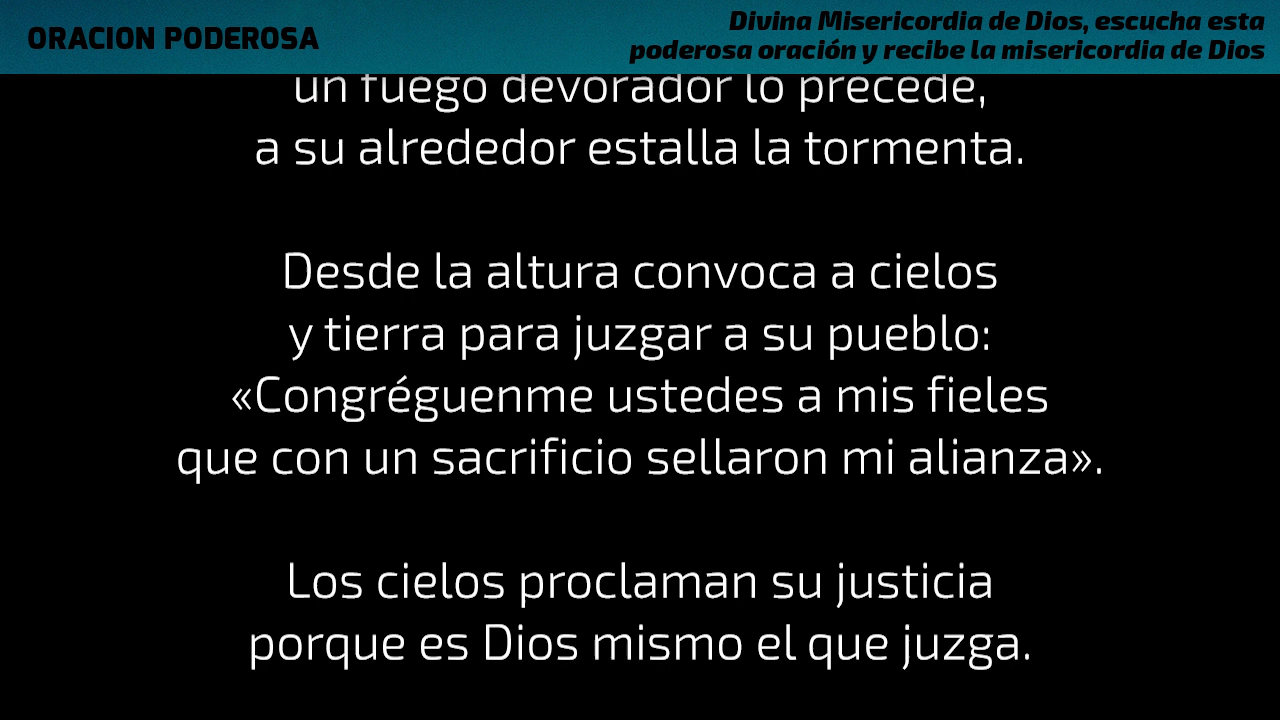 ORACION PODEROSA
Divina Misericordia de Dios, escucha esta
poderosa oración y recibe la misericordia de Dios
un fuego devorador lo precede,
a su alrededor estalla la tormenta.
Desde la altura convoca a cielos
y tierra para juzgar a su pueblo:
«Congréguenme ustedes a mis fieles
que con un sacrificio sellaron mi alianza».
Los cielos proclaman su justicia
porque es Dios mismo el que juzga.